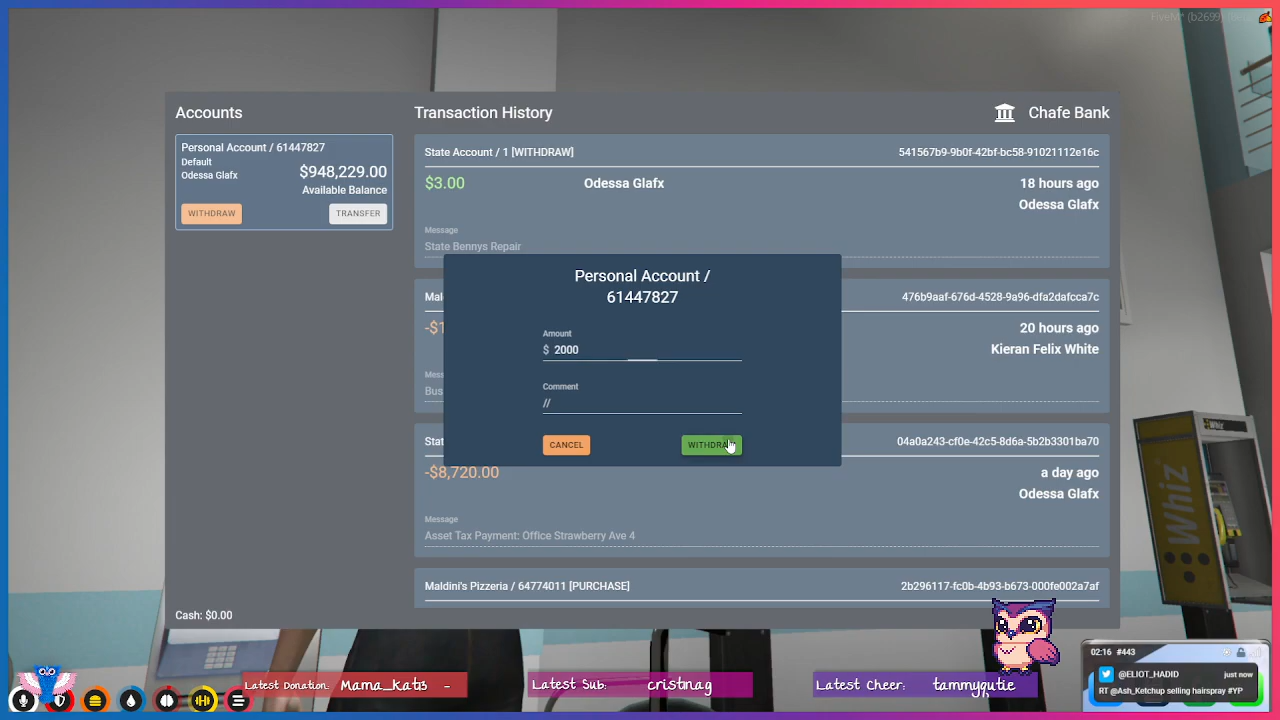 Accounts
Transaction History
Chafe Bank
Personal Account / 61447827
Default
Odessa Glafx
$948,229.00
Available Balance
WITHDRAW
TRANSFER
State Account / 1 [WITHDRAW]
541567b9-9b0f-42bf-bc58-91021112e16c
$3.00
Odessa Glafx
18 hours ago
Odessa Glafx
Message
State Bennys Repair
Personal Account /
61447827
Amount
$ 2000
Comment
//
CANCEL
WITHDRAW
476b9aaf-676d-4528-9a96-dfa2dafcca7c
-$1
20 hours ago
Kieran Felix White
04a0a243-cf0e-42c5-8d6a-5b2b3301ba70
-$8,720.00
a day ago
Odessa Glafx
Message
Asset Tax Payment: Office Strawberry Ave 4
Maldini's Pizzeria / 64774011 [PURCHASE]
2b296117-fc0b-4b93-b673-000fe002a7af
Cash: $0.00
Whiz
Whiz
Latest Donation: Mama_Kat3 -
Latest Sub: cristinag
Latest Cheer: tammyqutie
02:16 #443
@ELIOT_HADID
just now
RT @Ash_Ketchup selling hairspray #YP